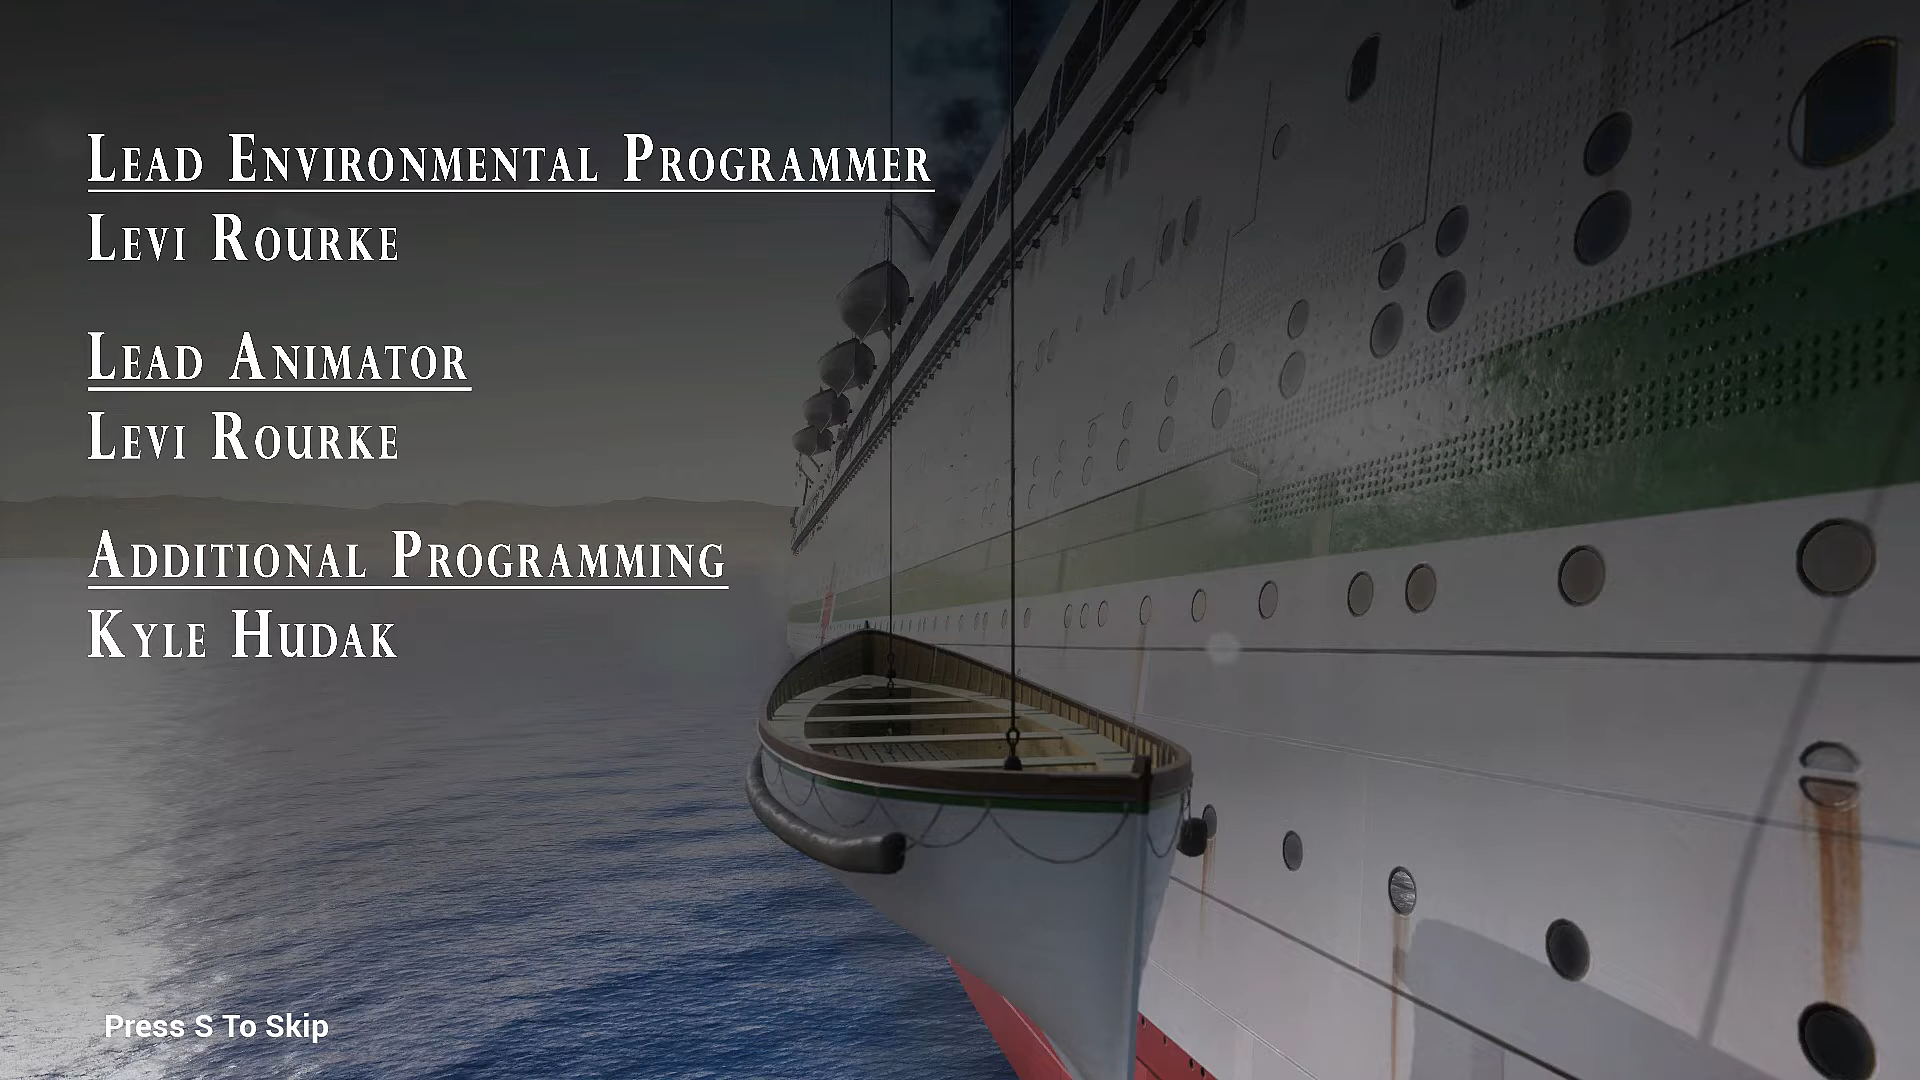 Lead Environmental Programmer
Levi Rourke
Lead Animator
Levi Rourke
Additional Programming
Kyle Hudak
Press S To Skip